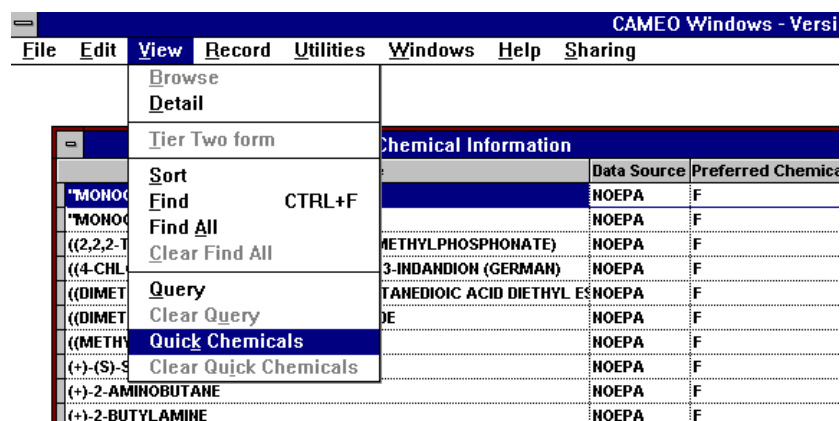 CAMEO Windows - Versi
File Edit View Record Utilities Windows Help Sharing
Browse
Detail
Tier Two form
Sort
Find CTRL+F
Find All
Clear Find All
Query
Clear Query
Quick Chemicals
Clear Quick Chemicals
Chemical Information
Data Source Preferred Chemica
"MONOC NOEPA F
"MONOC NOEPA F
((2,2,2-T METHYLPHOSPHONATE) NOEPA F
((4-CHL 3-INDANDION (GERMAN) NOEPA F
((DIMET TANEDIOIC ACID DIETHYL ES NOEPA F
((DIMET DE NOEPA F
((METHY NOEPA F
(+)-(S)-S NOEPA F
(+)-2-AMINOBUTANE NOEPA F
(+)-2-BUTYLAMINE NOEPA F